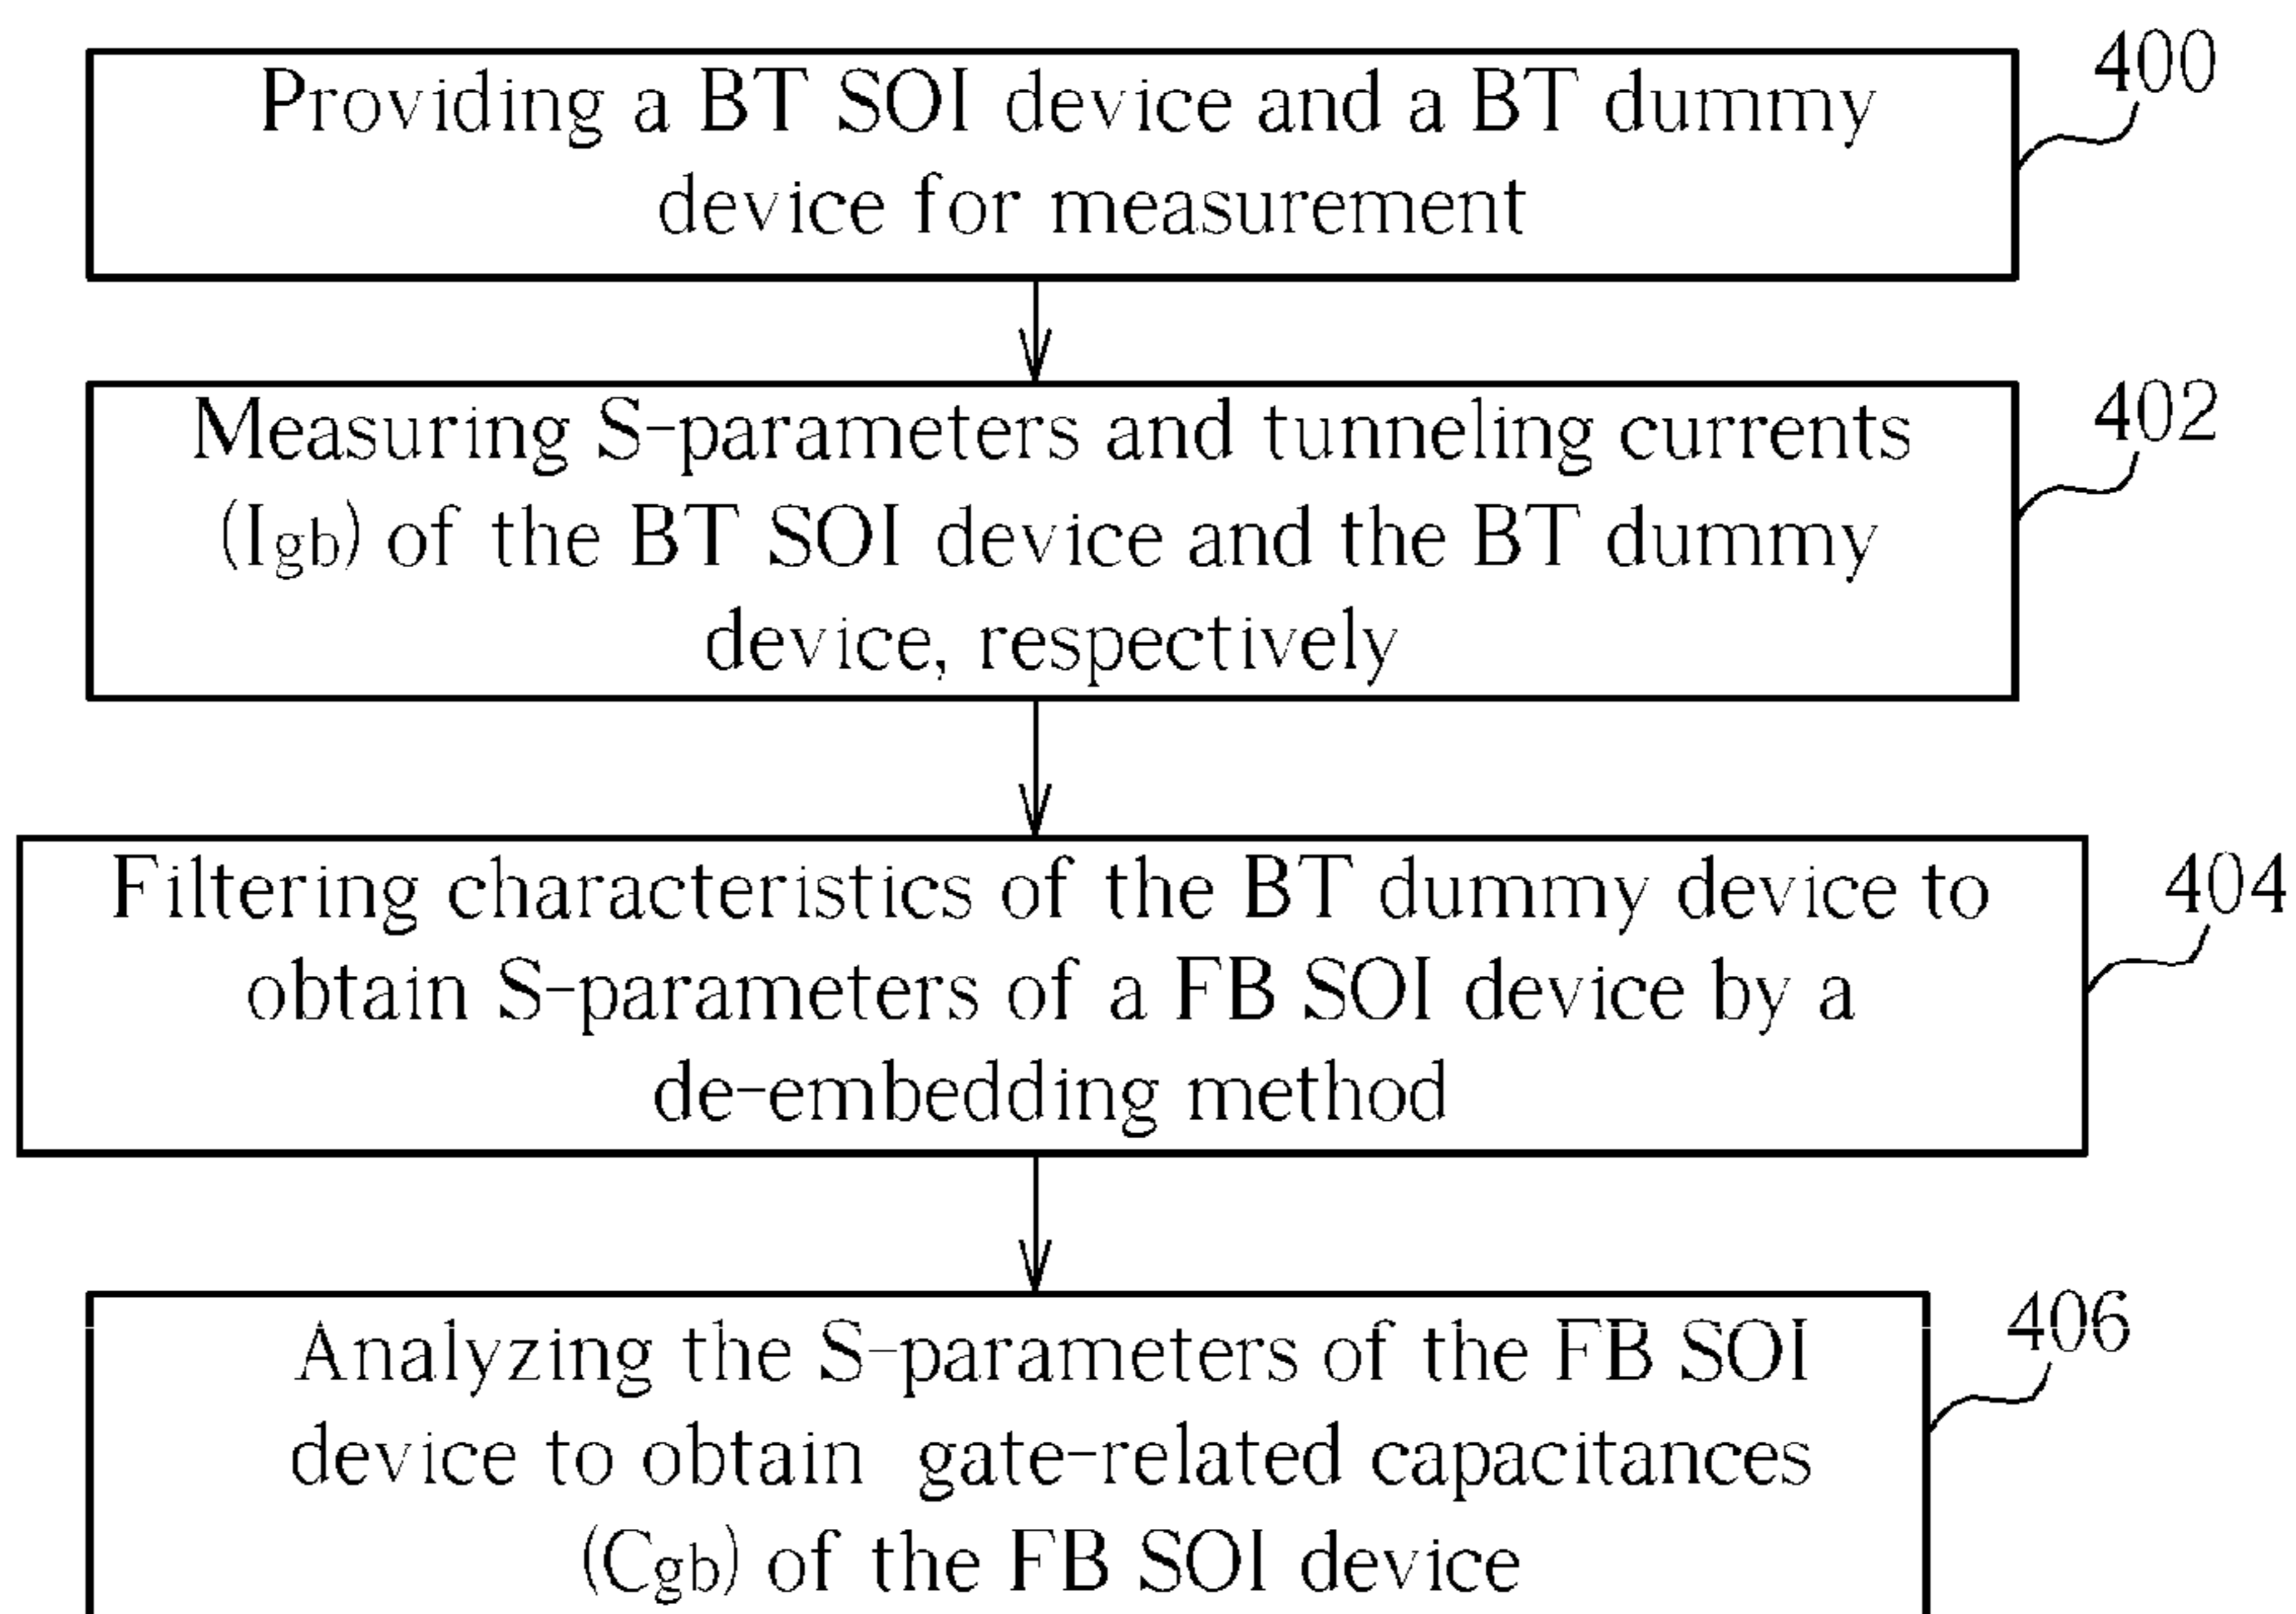 Providing a BT SOI device and a BT dummy
device for measurement
400
Measuring S-parameters and tunneling currents
(Igb) of the BT SOI device and the BT dummy
device, respectively
402
Filtering characteristics of the BT dummy device to
obtain S-parameters of a FB SOI device by a
de-embedding method
404
Analyzing the S-parameters of the FB SOI
device to obtain gate-related capacitances
(Cgb) of the FB SOI device
406